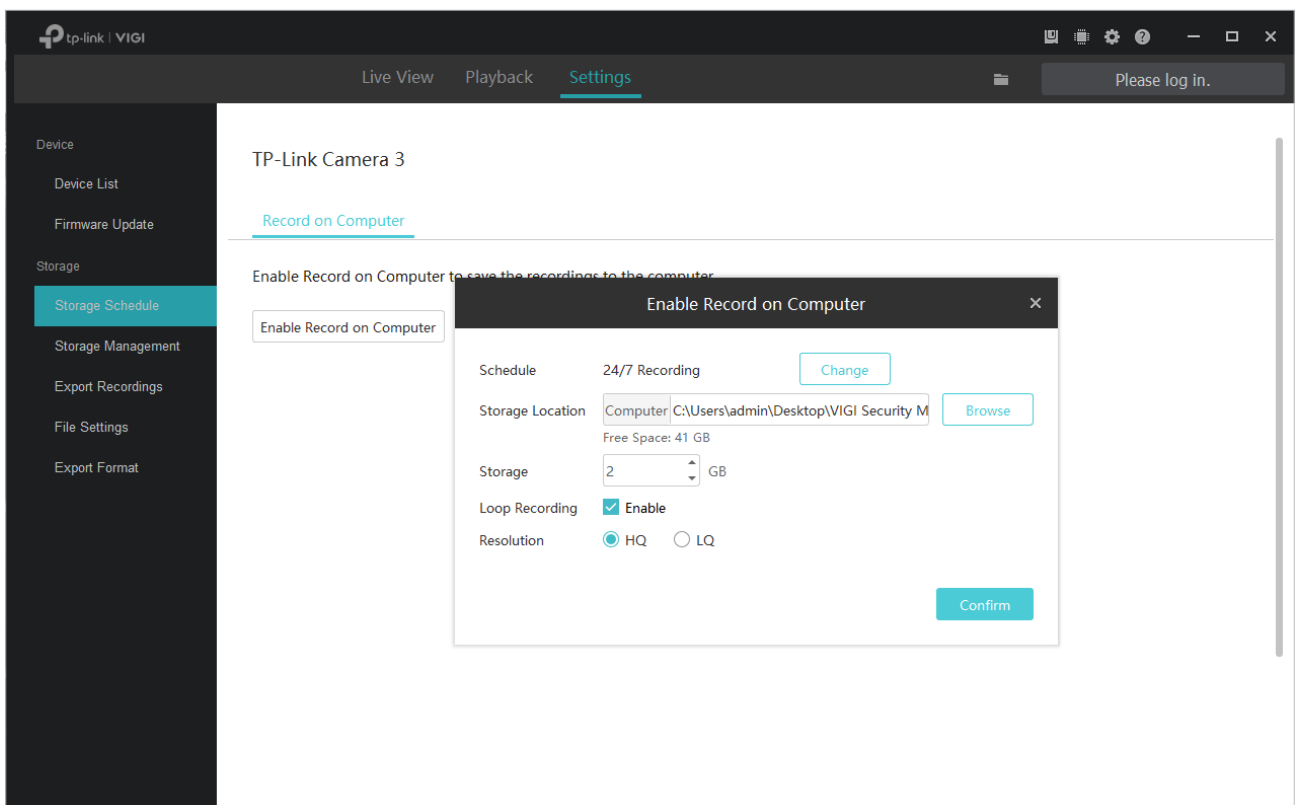 tp-link | VIGI
Live View Playback Settings
Please log in.
Device
Device List
Firmware Update
Storage
Storage Schedule
Storage Management
Export Recordings
File Settings
Export Format
TP-Link Camera 3
Record on Computer
Enable Record on Computer to save the recordings to the computer
Enable Record on Computer
Enable Record on Computer
Schedule 24/7 Recording Change
Storage Location Computer C:\Users\admin\Desktop\VIGI Security M Browse
Free Space: 41 GB
Storage 2 GB
Loop Recording Enable
Resolution HQ LQ
Confirm